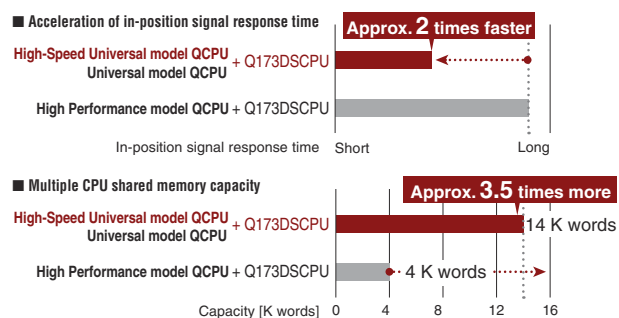 ■ Acceleration of in-position signal response time
Approx. 2 times faster
High-Speed Universal model QCPU
Universal model QCPU + Q173DSCPU
High Performance model QCPU + Q173DSCPU
In-position signal response time Short Long
■ Multiple CPU shared memory capacity
Approx. 3.5 times more
High-Speed Universal model QCPU
Universal model QCPU + Q173DSCPU 14 K words
High Performance model QCPU + Q173DSCPU 4 K words
Capacity [K words] 0 4 8 12 16